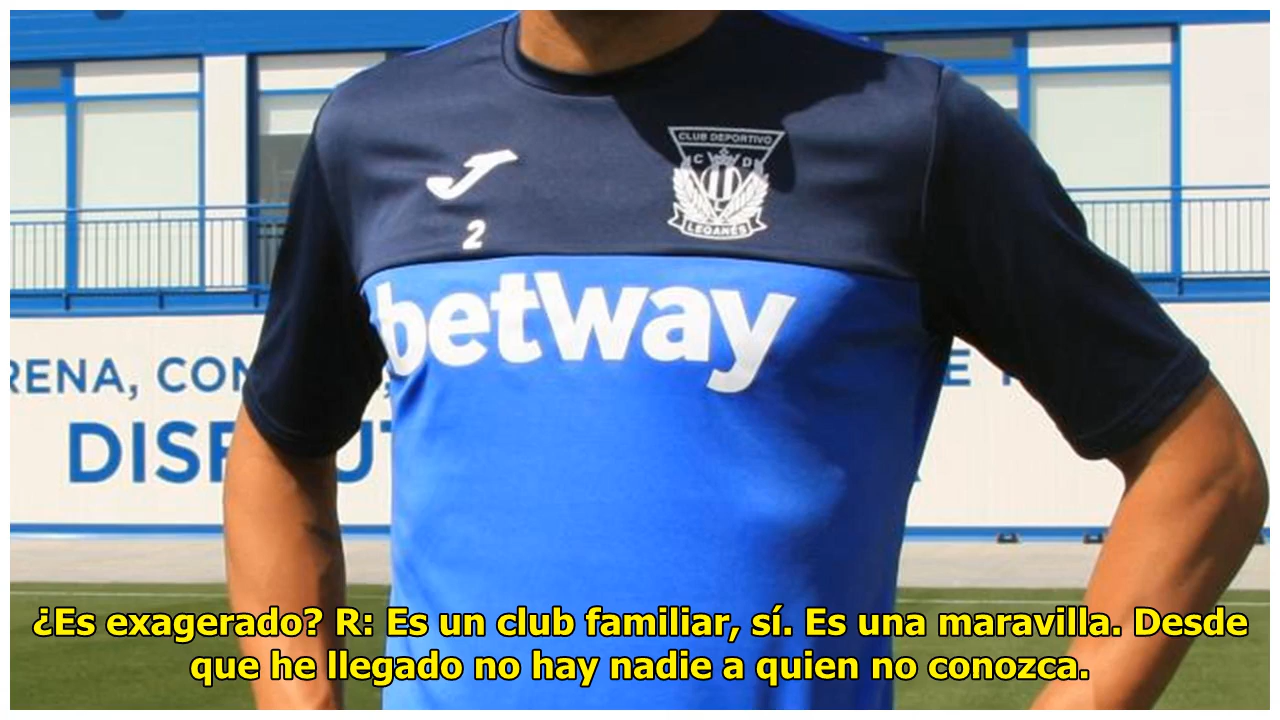 CLUB DEPORTIVO
C D
LEGANÉS
2
betway
RENA, CON
DISFRUT
¿Es exagerado? R: Es un club familiar, sí. Es una maravilla. Desde
que he llegado no hay nadie a quien no conozca.